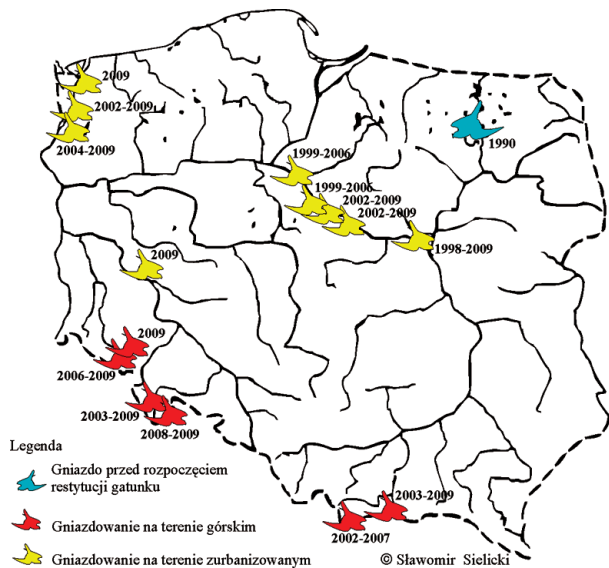 2009
2002-2009
2004-2009
1990
1999-2006
1999-2006
2002-2009
2002-2009
1998-2009
2009
2009
2006-2009
2003-2009
2008-2009
Legenda
Gniazdo przed rozpoczęciem
restytucji gatunku
2003-2009
Gniazdowanie na terenie górskim
2002-2007
Gniazdowanie na terenie zurbanizowanym
© Sławomir Sielicki